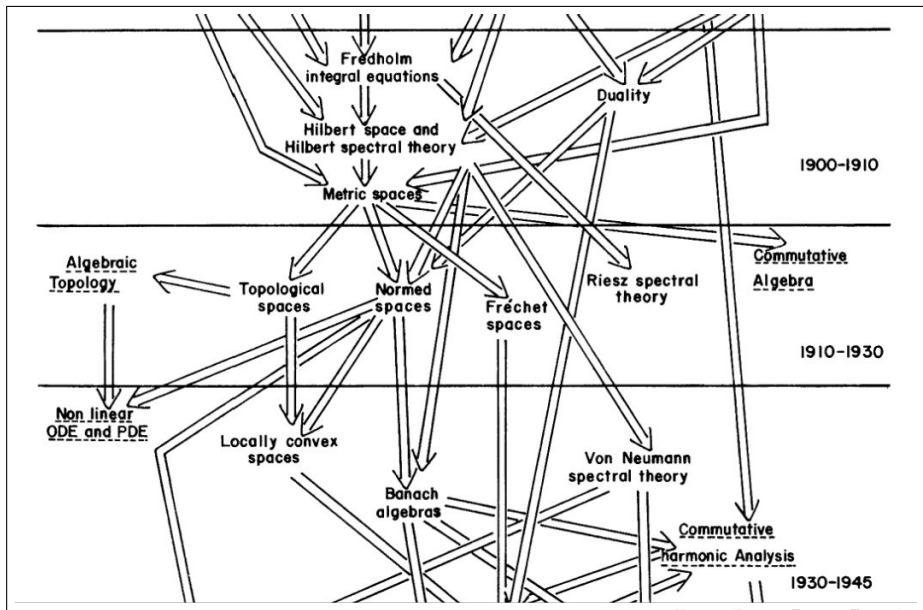 Fredholm
integral equations
Duality
Hilbert space and
Hilbert spectral theory
1900-1910
Metric spaces
Algebraic
Topology
Topological
spaces
Normed
spaces
Fréchet
spaces
Riesz spectral
theory
Commutative
Algebra
1910-1930
Non linear
ODE and PDE
Locally convex
spaces
Banach
algebras
Von Neumann
spectral theory
Commutative
harmonic Analysis
1930-1945